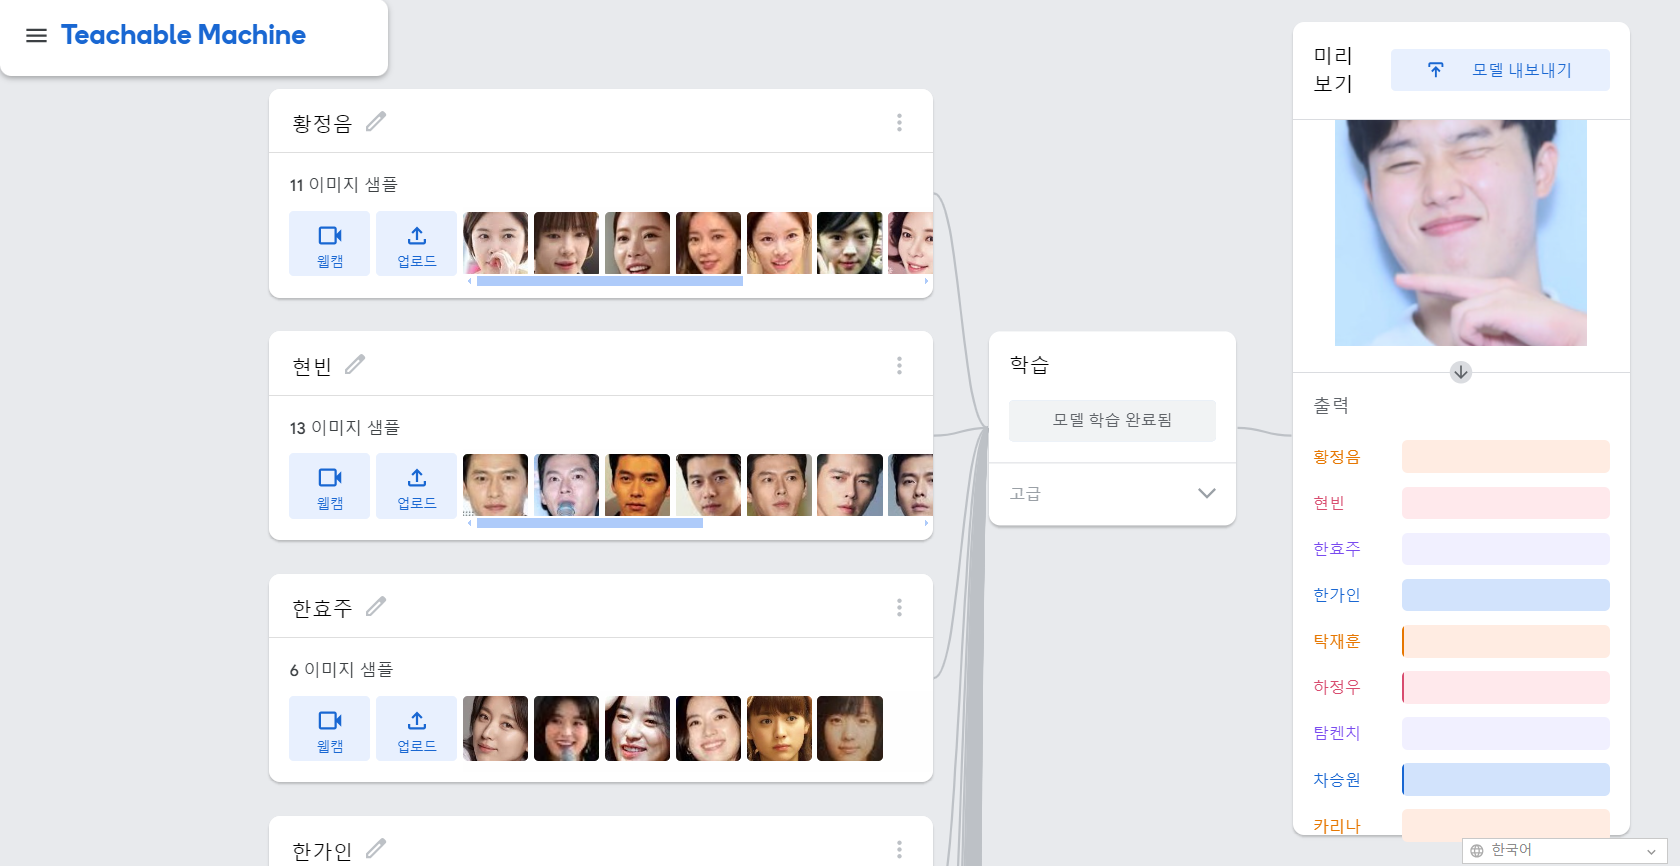 Teachable Machine
황정음
11 이미지 샘플
웹캠
업로드
현빈
13 이미지 샘플
웹캠
업로드
한효주
6 이미지 샘플
웹캠
업로드
한가인
학습
모델 학습 완료됨
고급
미리
보기
모델 내보내기
출력
황정음
현빈
한효주
한가인
탁재훈
하정우
탐켄치
차승원
카리나
한국어